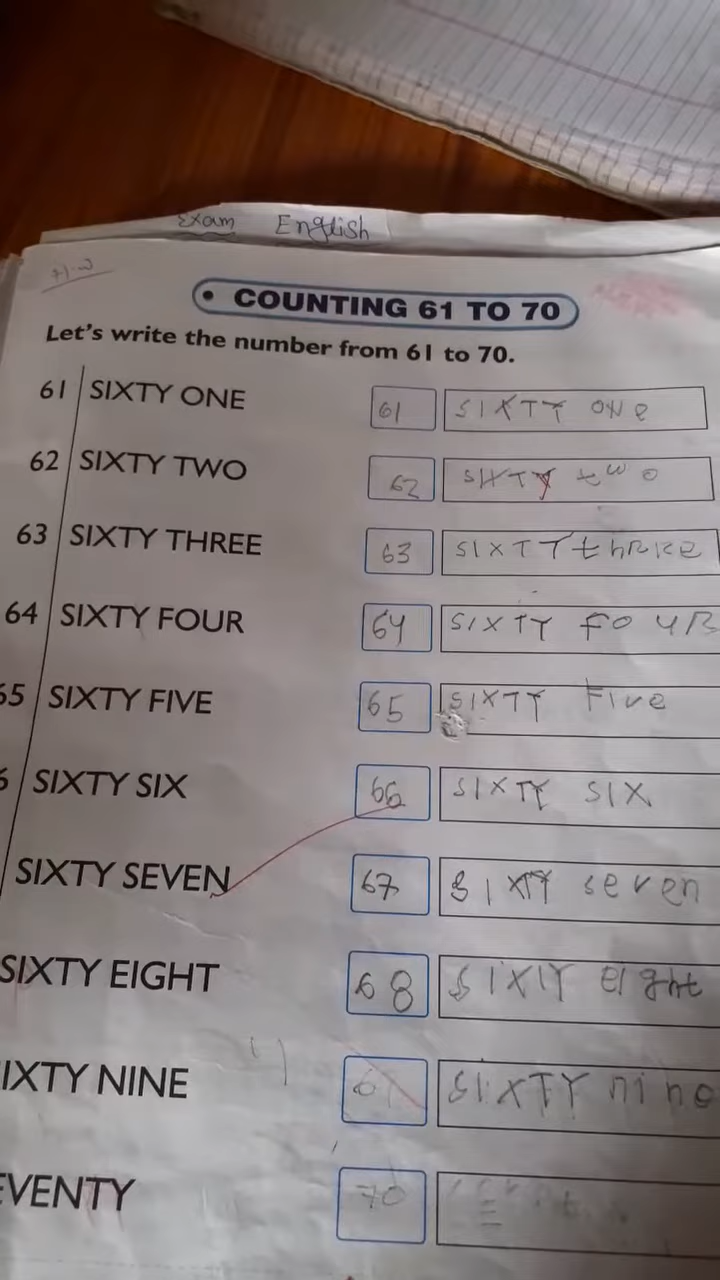 Exam English
H.W
• COUNTING 61 TO 70
Let's write the number from 61 to 70.
61 SIXTY ONE 61 SIXTY ONe
62 SIXTY TWO 62 SIXTY two
63 SIXTY THREE 63 SIXTY thRee
64 SIXTY FOUR 64 SIXTY FOUR
65 SIXTY FIVE 65 SIXTY Five
6 SIXTY SIX 66 SIXTY SIX
SIXTY SEVEN 67 SIXTY seven
SIXTY EIGHT 68 SIXIY eight
IXTY NINE SIXTY nine
EVENTY 70